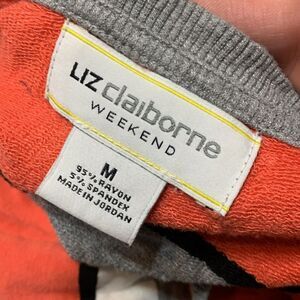 LIZ claiborne
WEEKEND
M
95% RAYON
5% SPANDEX
MADE IN JORDAN